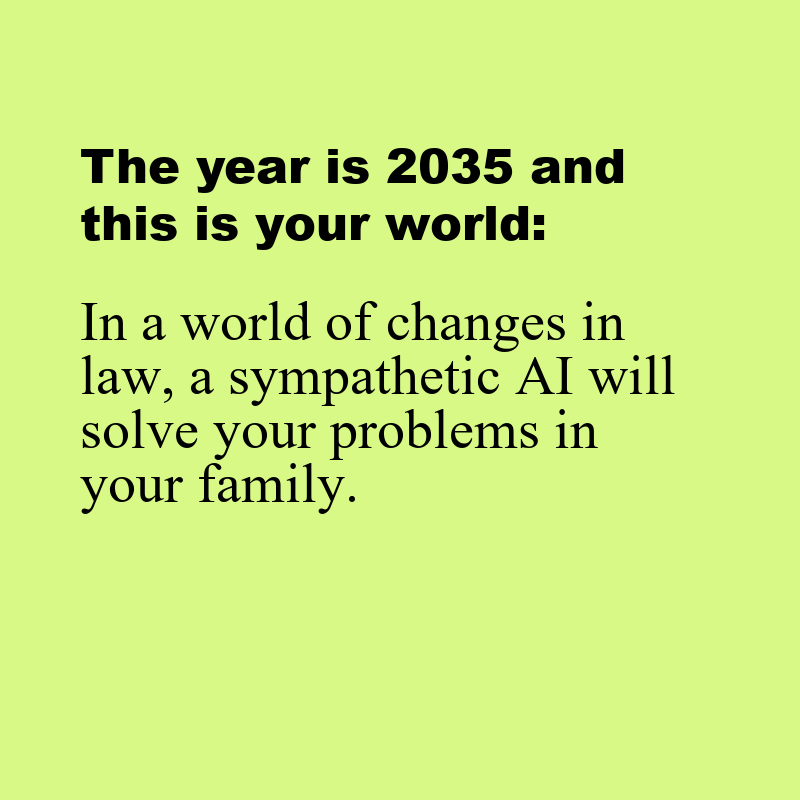 The year is 2035 and
this is your world:
In a world of changes in
law, a sympathetic AI will
solve your problems in
your family.